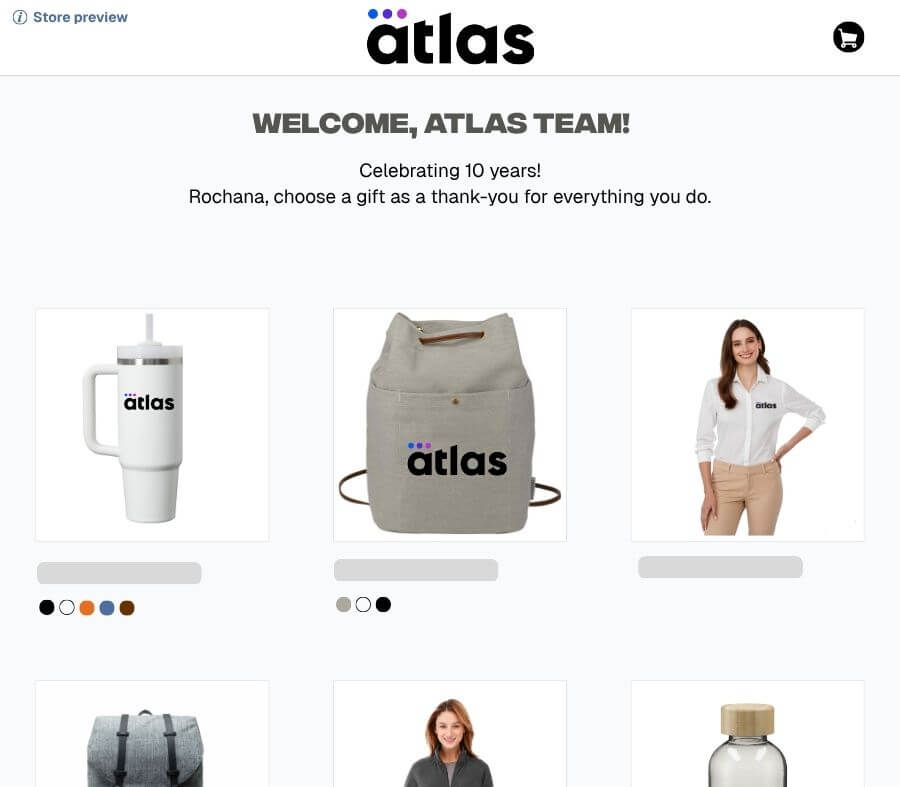 Store preview
atlas
WELCOME, ATLAS TEAM!
Celebrating 10 years!
Rochana, choose a gift as a thank-you for everything you do.
atlas
atlas
atlas